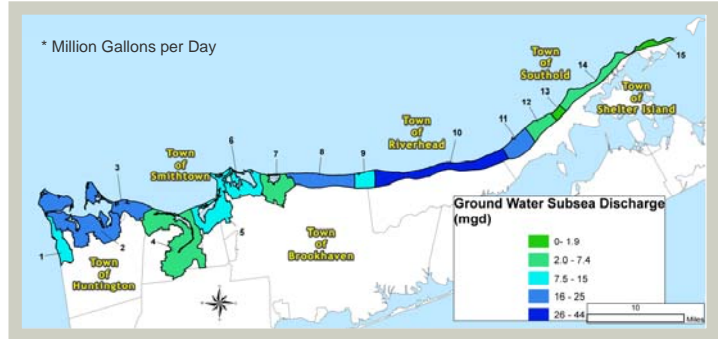 * Million Gallons per Day
Town
of
Southold
14
15
13
Town
of
Shelter Island
12
11
Town
of
Riverhead
10
6
7
8
9
Town
of
Smithtown
3
1
2
4
5
Town
of
Huntington
Town
of
Brookhaven
Ground Water Subsea Discharge
(mgd)
0- 1.9
2.0 - 7.4
7.5 - 15
16 - 25
26 - 44
10
Miles